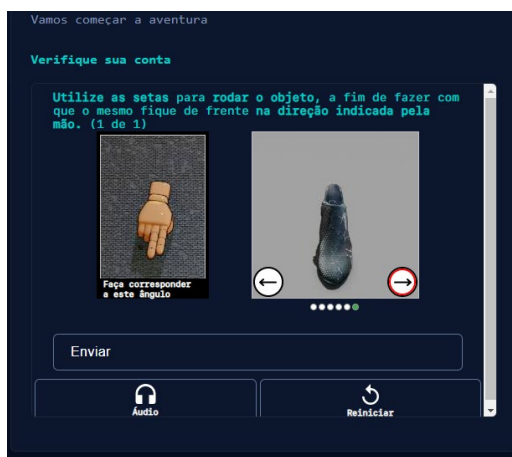 Vamos começar a aventura
Verifique sua conta
Utilize as setas para rodar o objeto, a fim de fazer com
que o mesmo fique de frente na direção indicada pela
mão. (1 de 1)
Faça corresponder
a este ângulo
Enviar
Áudio
Reiniciar